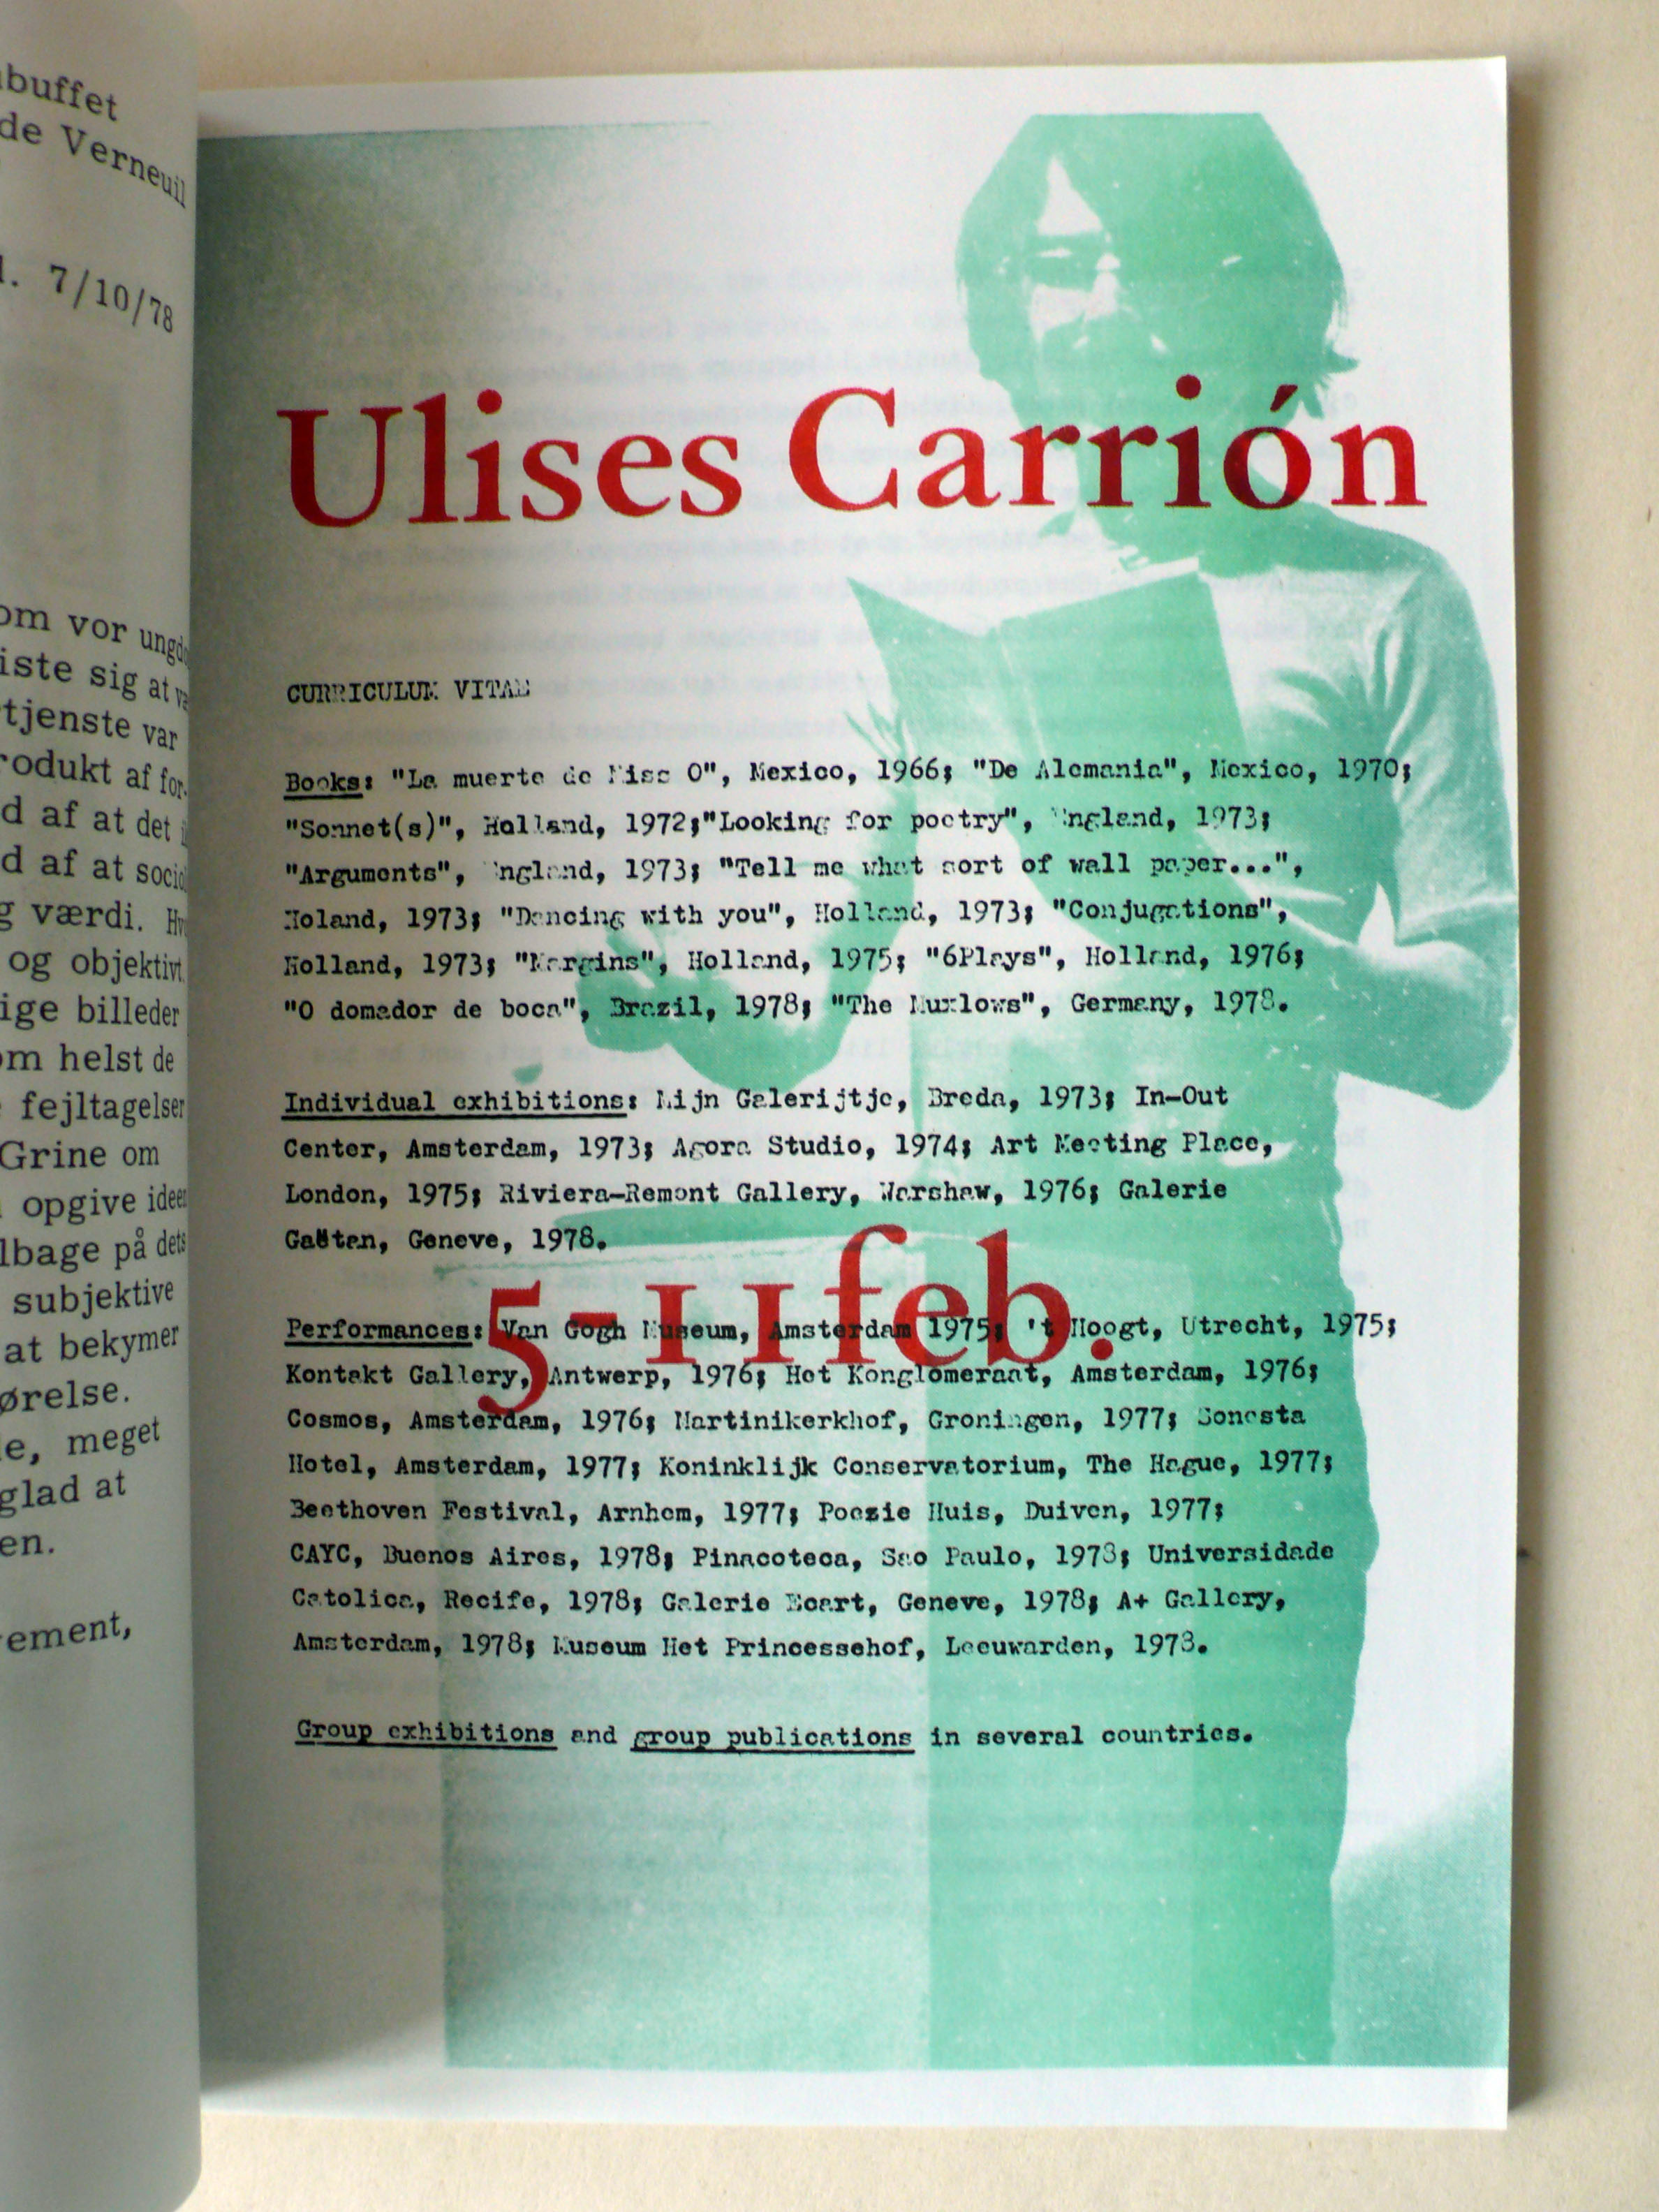 buffet
de Verneuil
7/10/78
om vor
iste sig at
tjenste var
rodukt af for
d af at det
d af at
g værdi.
og objektivt
ige billeder
om helst de
fejltagelser
Grine om
opgive ideer
lbage på dets
subjektive
at bekymer
ørelse.
e, meget
glad at
en.
ement,
Ulises Carrión
CURRICULUM VITAE
Books: "La muerte de Miss O", Mexico, 1966; "De Alemania", Mexico, 1970;
"Sonnet(s)", Holland, 1972;"Looking for poetry", England, 1973;
"Arguments", England, 1973; "Tell me what sort of wall paper...",
Holand, 1973; "Dancing with you", Holland, 1973; "Conjugations",
Holland, 1973; "Margins", Holland, 1975; "6Plays", Holland, 1976;
"O domador de boca", Brazil, 1978; "The Muxlows", Germany, 1978.
Individual exhibitions: Mijn Galerijtje, Breda, 1973; In-Out
Center, Amsterdam, 1973; Agora Studio, 1974; Art Meeting Place,
London, 1975; Riviera-Remont Gallery, Warshaw, 1976; Galerie
Gaëtan, Geneve, 1978.
5-11 feb.
Performances: Van Gogh Museum, Amsterdam 1975; 't Hoogt, Utrecht, 1975;
Kontakt Gallery, Antwerp, 1976; Het Konglomeraat, Amsterdam, 1976;
Cosmos, Amsterdam, 1976; Martinikerkhof, Groningen, 1977; Sonesta
Hotel, Amsterdam, 1977; Koninklijk Conservatorium, The Hague, 1977;
Beethoven Festival, Arnhem, 1977; Poezie Huis, Duiven, 1977;
CAYC, Buenos Aires, 1978; Pinacoteca, Sao Paulo, 1978; Universidade
Catolica, Recife, 1978; Galerie Ecart, Geneve, 1978; A+ Gallery,
Amsterdam, 1978; Museum Het Princessehof, Leeuwarden, 1978.
Group exhibitions and group publications in several countries.